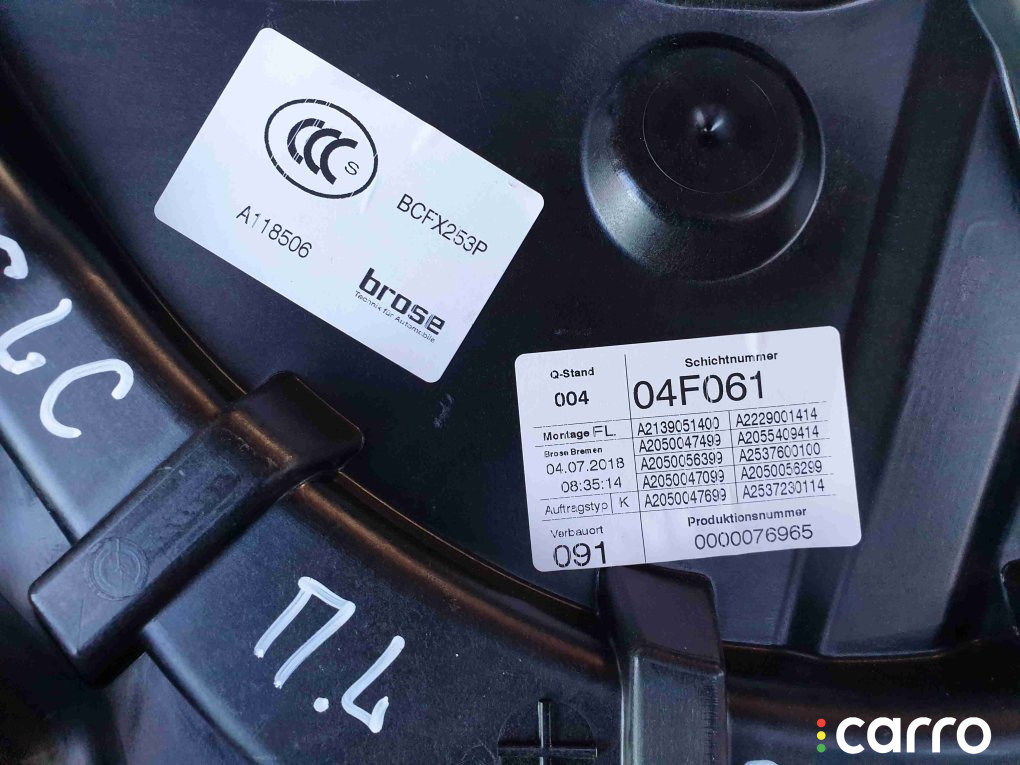 CCC S
BCFX253P
A118506
brose
Technik für Automobile
GLC
Q-Stand
004
Schichtnummer
04F061
Montage FL.
Brose Bremen
04.07.2018
08:35:14
Auftragstyp K
A2139051400 A2229001414
A2050047499 A2055409414
A2050056399 A2537600100
A2050047099 A2050056299
A2050047699 A2537230114
Verbauort
091
Produktionsnummer
0000076965
П.Л
carro